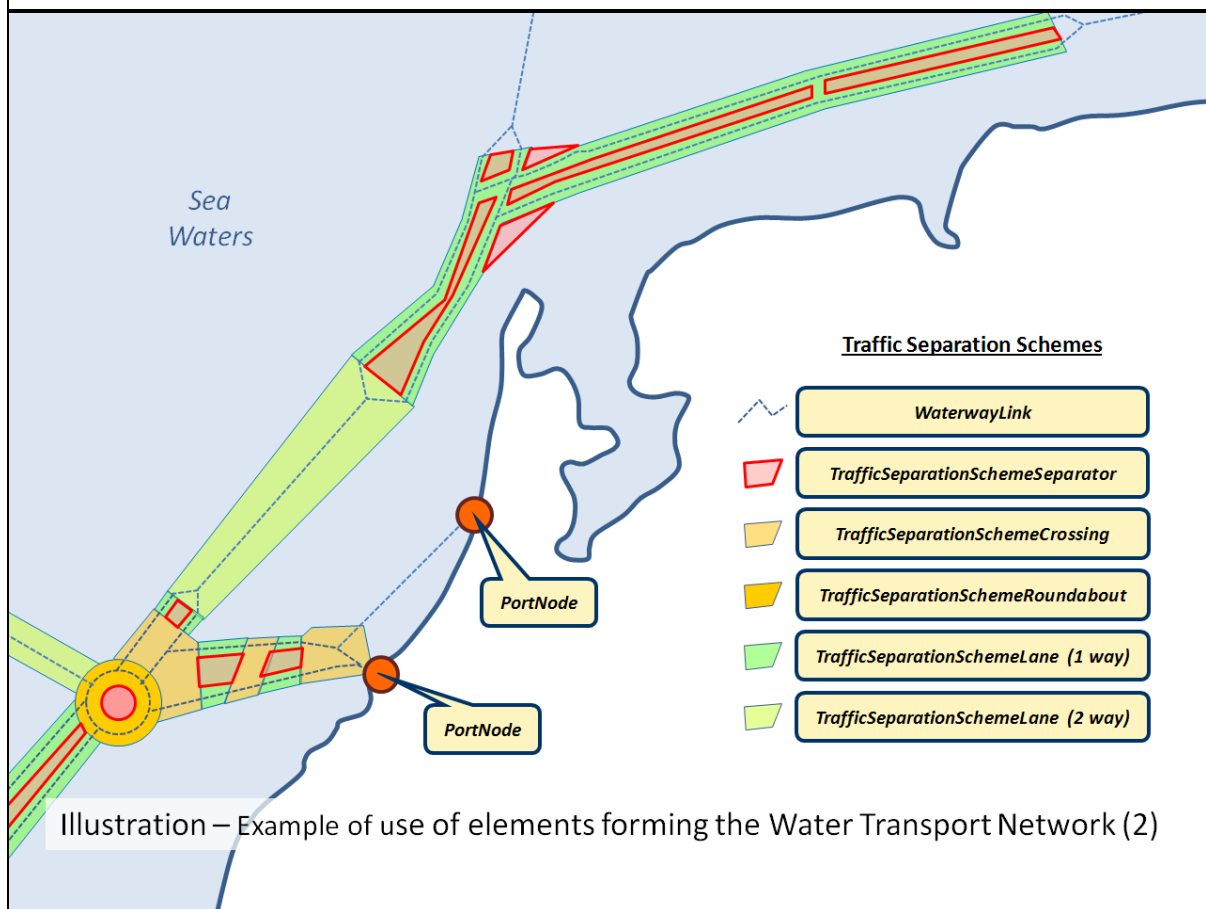 Sea
Waters
Traffic Separation Schemes
WaterwayLink
TrafficSeparationSchemeSeparator
TrafficSeparationSchemeCrossing
TrafficSeparationSchemeRoundabout
TrafficSeparationSchemeLane (1 way)
TrafficSeparationSchemeLane (2 way)
PortNode
PortNode
Illustration – Example of use of elements forming the Water Transport Network (2)